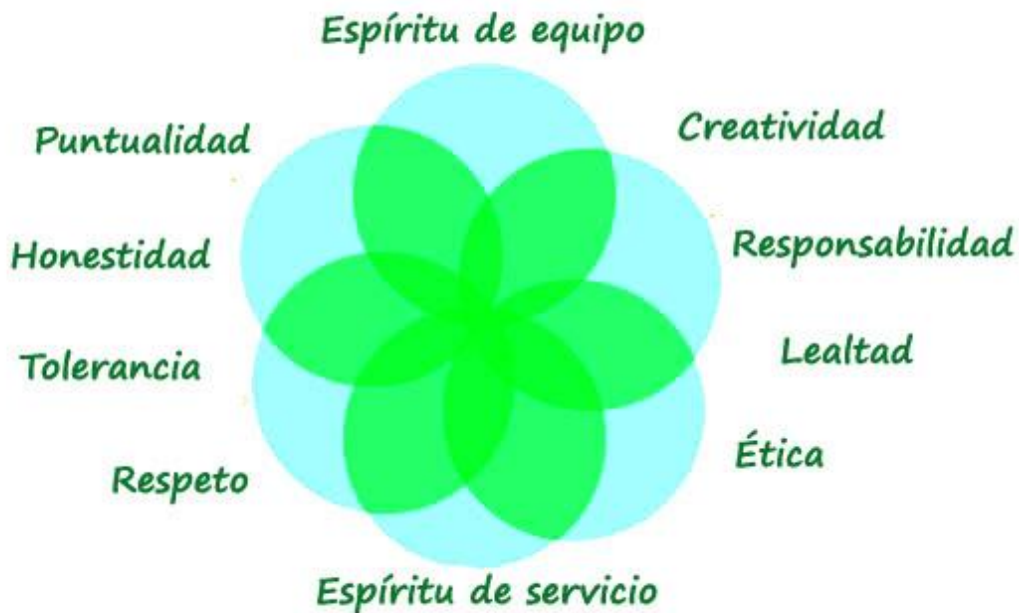 Espíritu de equipo
Puntualidad
Creatividad
Honestidad
Responsabilidad
Tolerancia
Lealtad
Respeto
Ética
Espíritu de servicio